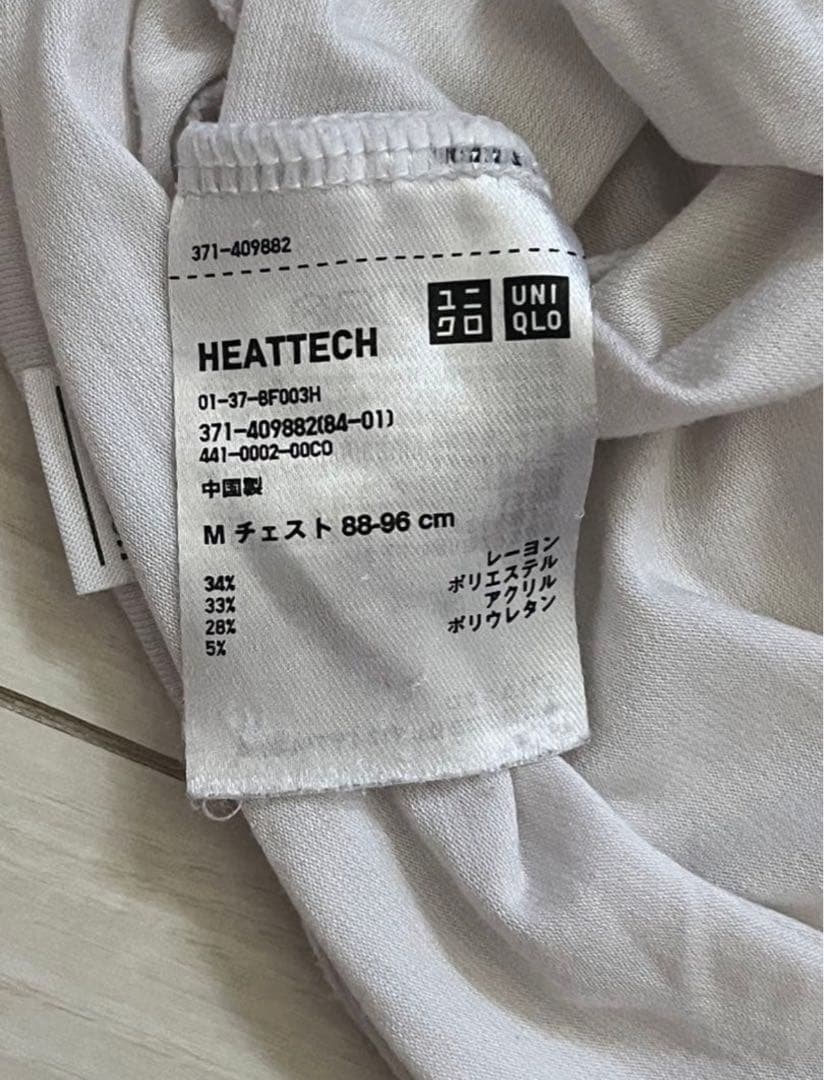 371-409882
ユニクロ UNIQLO
HEATTECH
01-37-8F003H
371-409882(84-01)
441-0002-00C0
中国製
M チェスト 88-96 cm
34% レーヨン
33% ポリエステル
28% アクリル
5% ポリウレタン